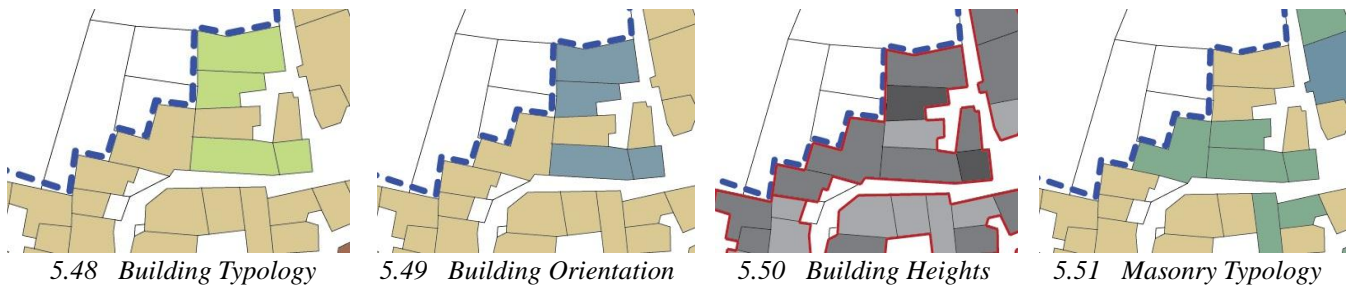 5.48 Building Typology
5.49 Building Orientation
5.50 Building Heights
5.51 Masonry Typology